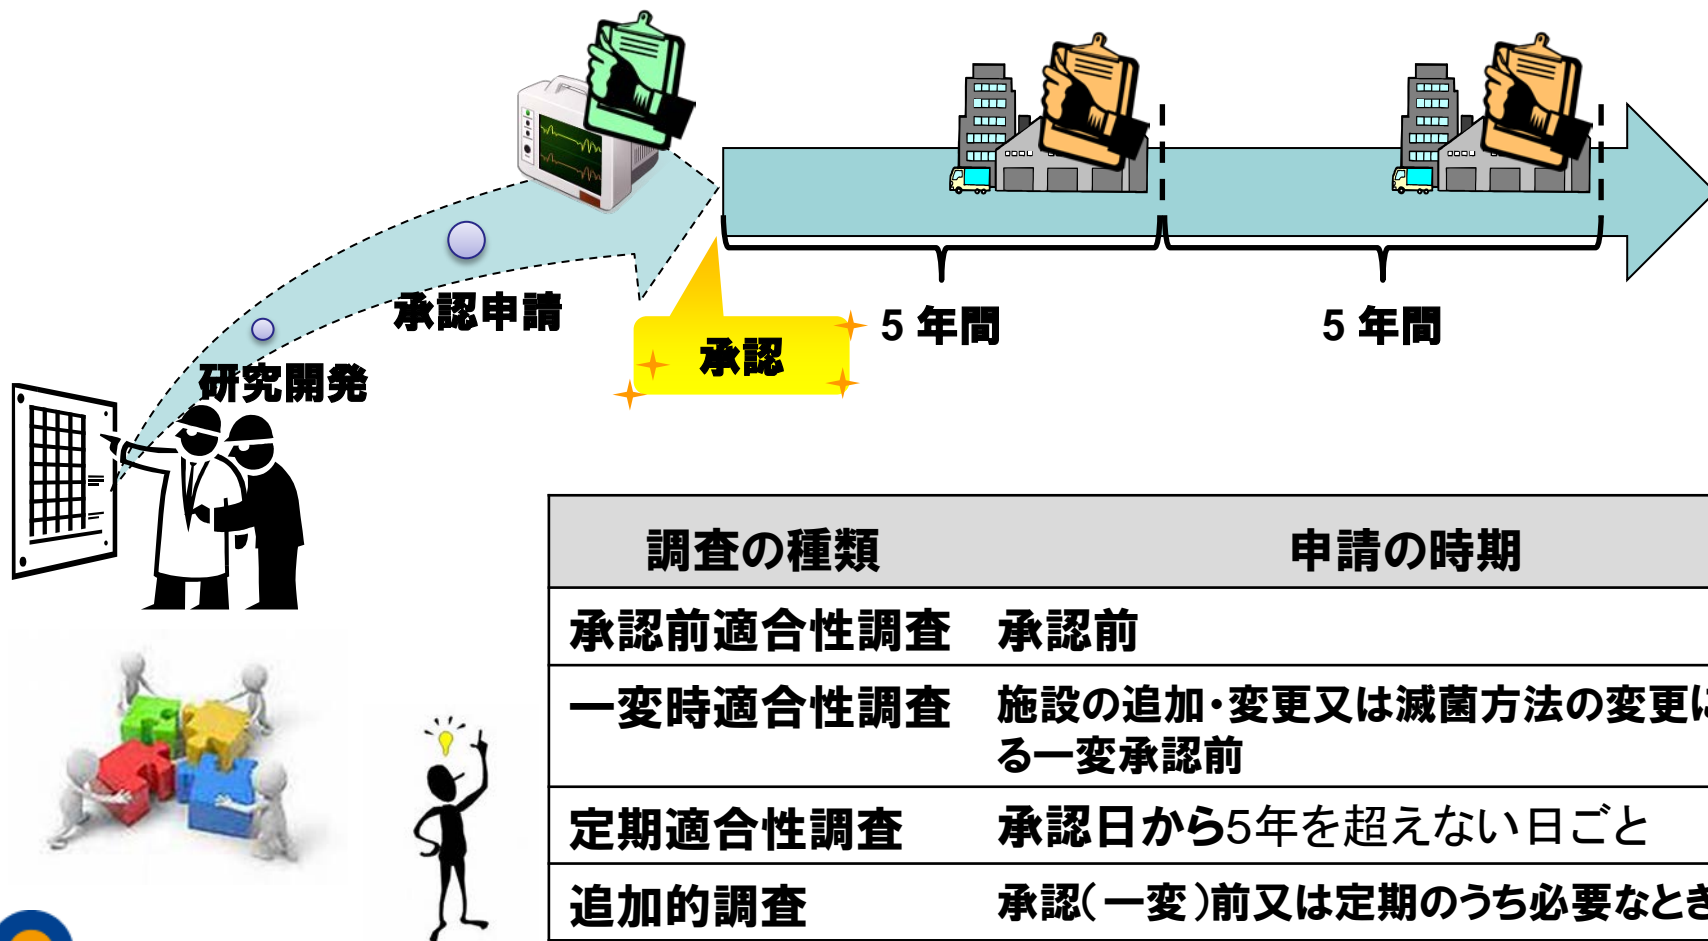 承認申請
研究開発
承認
5 年間
5 年間
調査の種類 申請の時期
承認前適合性調査 承認前
一変時適合性調査 施設の追加・変更又は滅菌方法の変更に
る一変承認前
定期適合性調査 承認日から5年を超えない日ごと
追加的調査 承認(一変)前又は定期のうち必要なとき